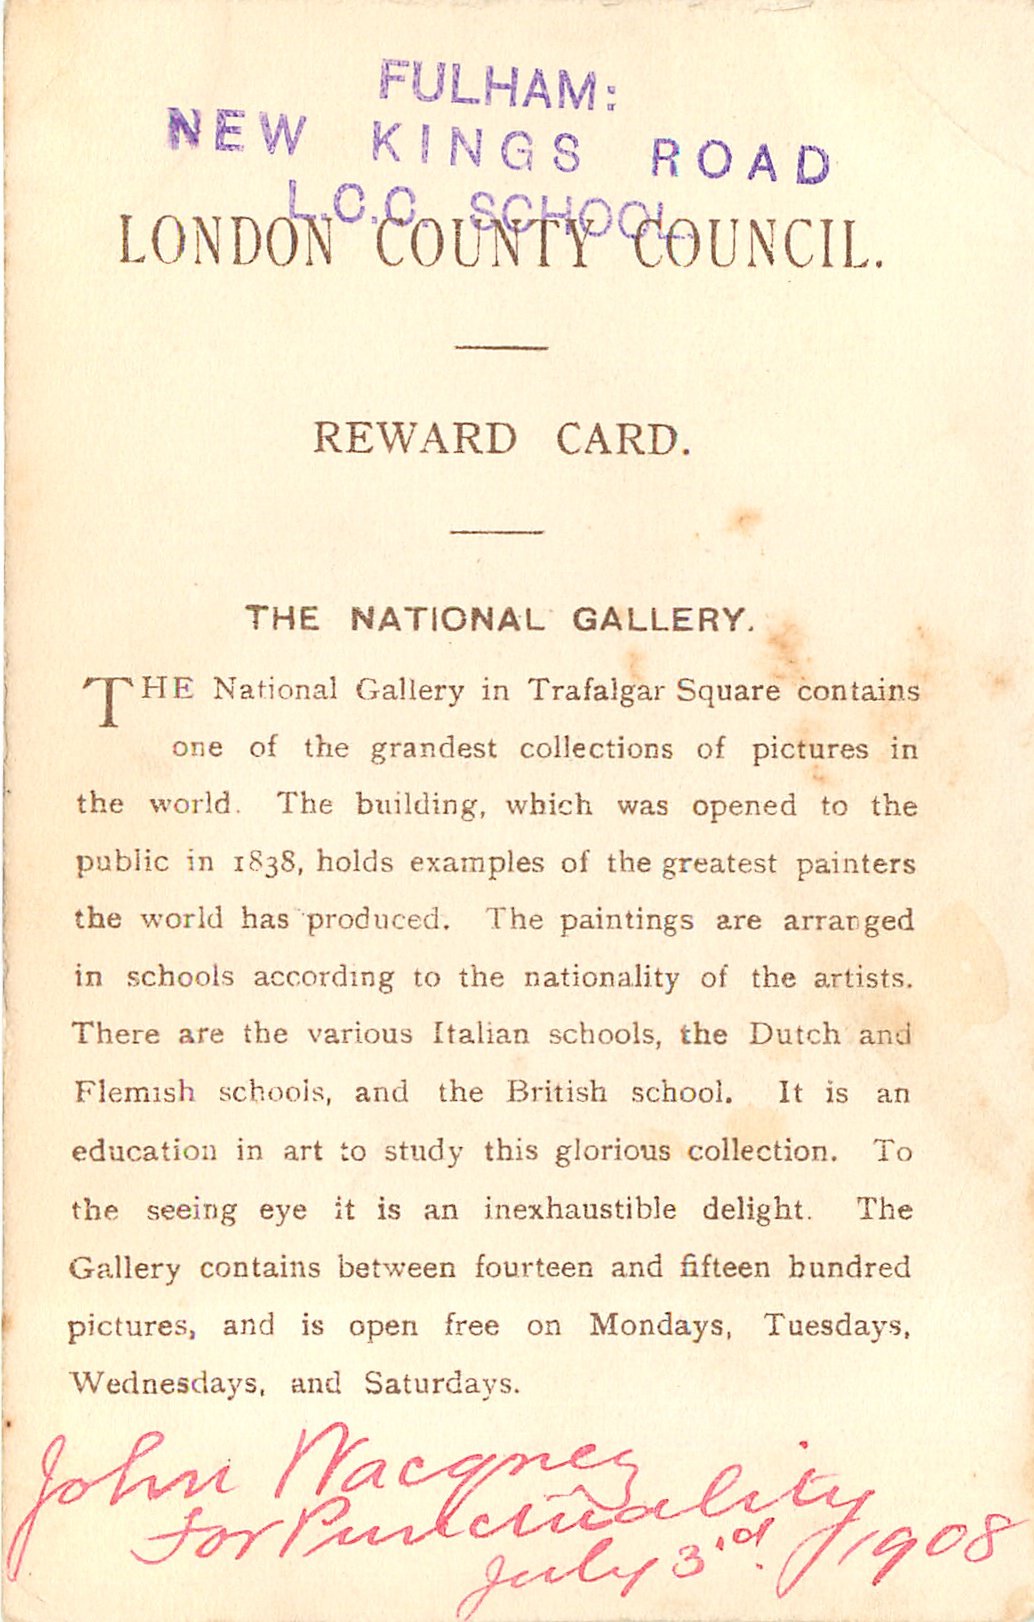 FULHAM:
NEW KINGS ROAD
L.C.C. SCHOOL.
LONDON COUNTY COUNCIL.
REWARD CARD.
THE NATIONAL GALLERY.
THE National Gallery in Trafalgar Square contains
one of the grandest collections of pictures in
the world. The building, which was opened to the
public in 1838, holds examples of the greatest painters
the world has produced. The paintings are arranged
in schools according to the nationality of the artists.
There are the various Italian schools, the Dutch and
Flemish schools, and the British school. It is an
education in art to study this glorious collection. To
the seeing eye it is an inexhaustible delight. The
Gallery contains between fourteen and fifteen hundred
pictures, and is open free on Mondays, Tuesdays,
Wednesdays, and Saturdays.
John
For Punctuality
July 3rd. 1908